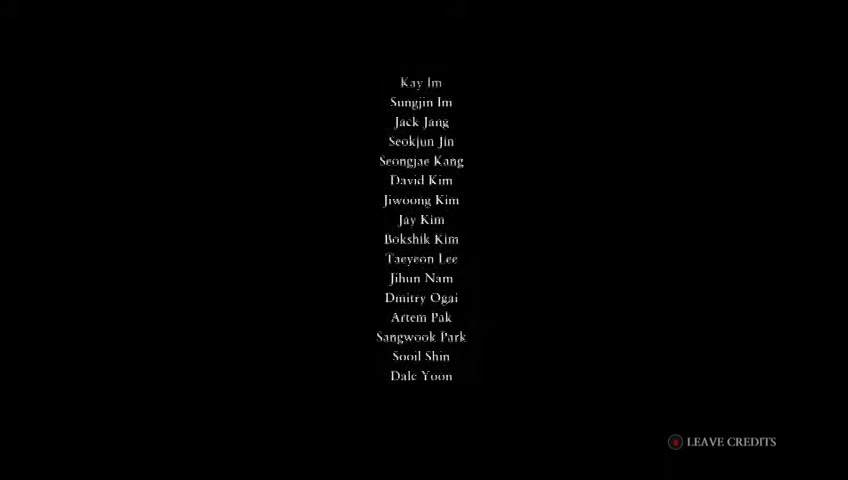 Kay Im
Sungjin Im
Jack Jang
Seokjun Jin
Seongjae Kang
David Kim
Jiwoong Kim
Jay Kim
Bokshik Kim
Taeyeon Lee
Jihun Nam
Dmitry Ogai
Artem Pak
Sangwook Park
Sooil Shin
Dale Yoon
LEAVE CREDITS